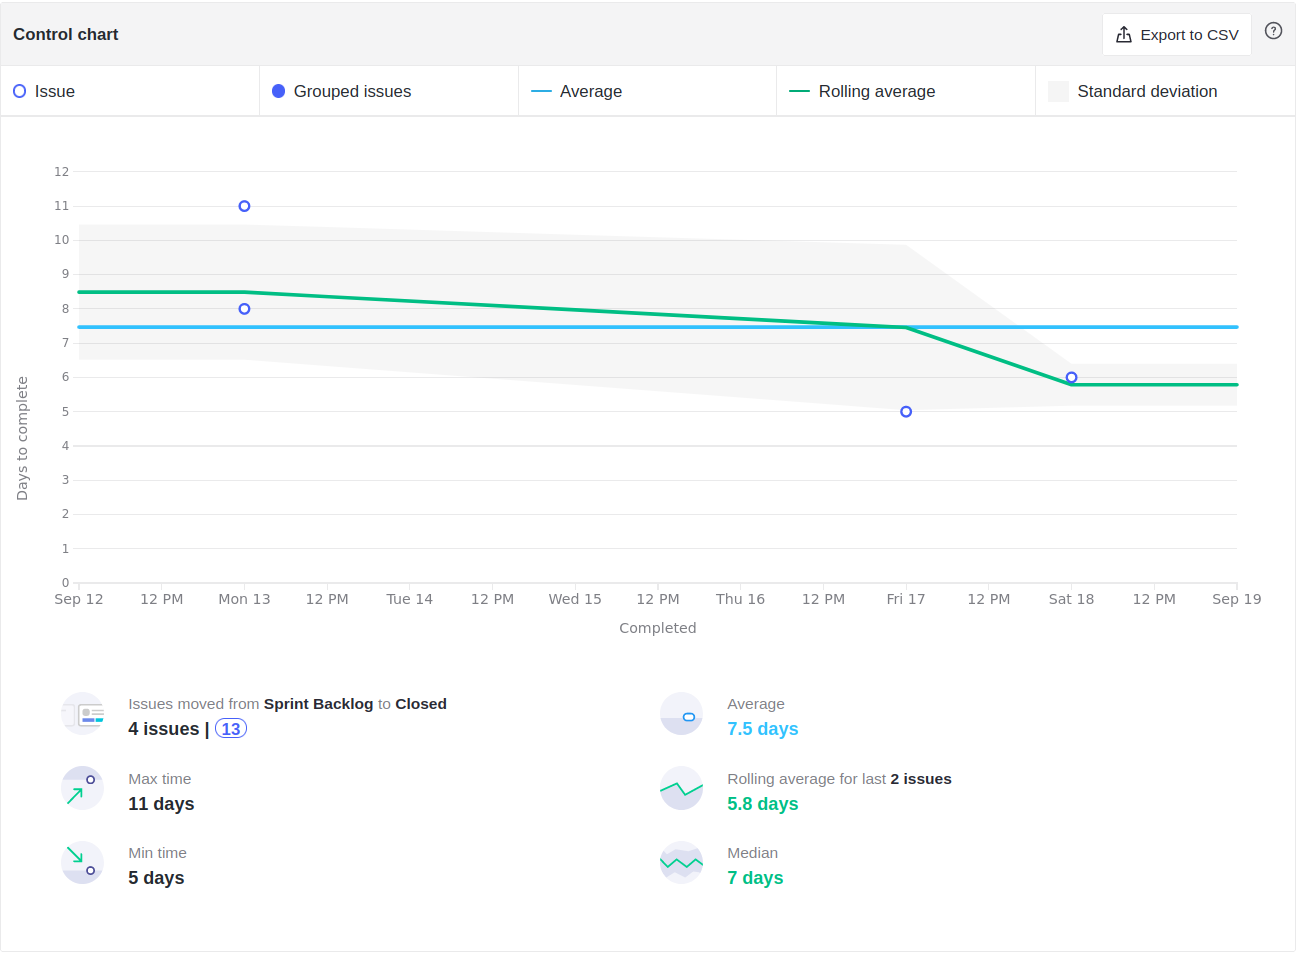 Control chart
Export to CSV
?
Issue
Grouped issues
Average
Rolling average
Standard deviation
12
11
10
9
8
7
6
5
4
3
2
1
0
Days to complete
Sep 12 12 PM Mon 13 12 PM Tue 14 12 PM Wed 15 12 PM Thu 16 12 PM Fri 17 12 PM Sat 18 12 PM Sep 19
Completed
Issues moved from Sprint Backlog to Closed
4 issues | 13
Average
7.5 days
Max time
11 days
Rolling average for last 2 issues
5.8 days
Min time
5 days
Median
7 days